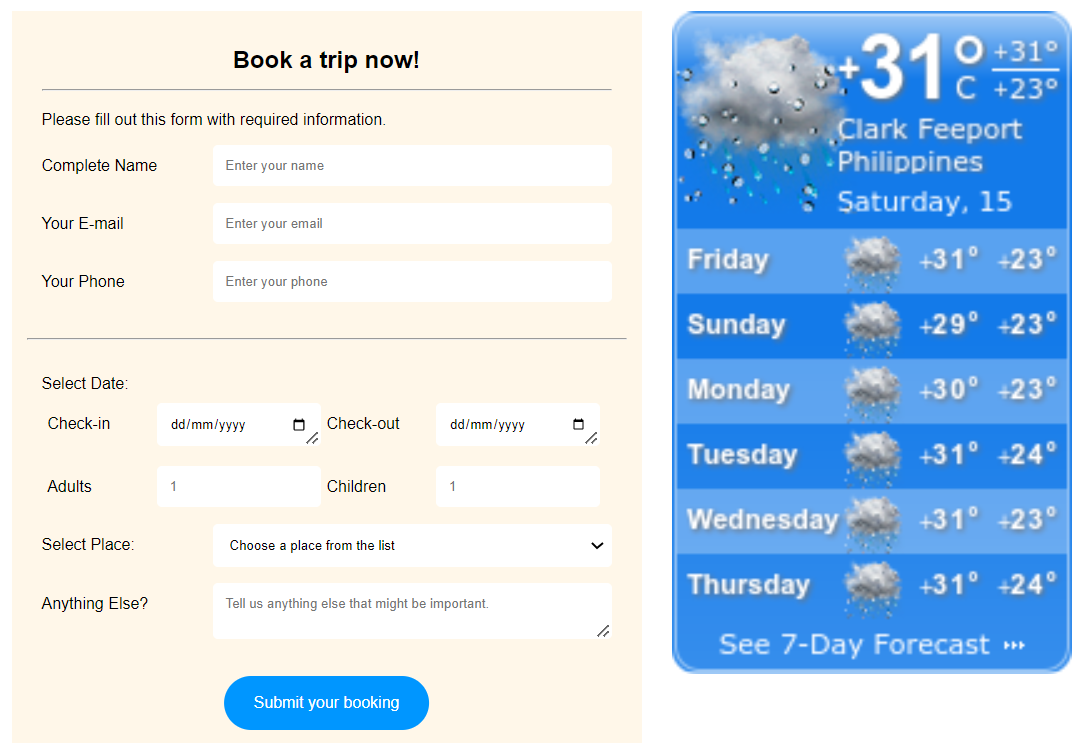 Book a trip now!
Please fill out this form with required information.
Complete Name
Enter your name
Your E-mail
Enter your email
Your Phone
Enter your phone
Select Date:
Check-in dd/mm/yyyy Check-out dd/mm/yyyy
Adults 1 Children 1
Select Place: Choose a place from the list
Anything Else? Tell us anything else that might be important.
Submit your booking
+31° C +31° +23°
Clark Feeport
Philippines
Saturday, 15
Friday +31° +23°
Sunday +29° +23°
Monday +30° +23°
Tuesday +31° +24°
Wednesday +31° +23°
Thursday +31° +24°
See 7-Day Forecast